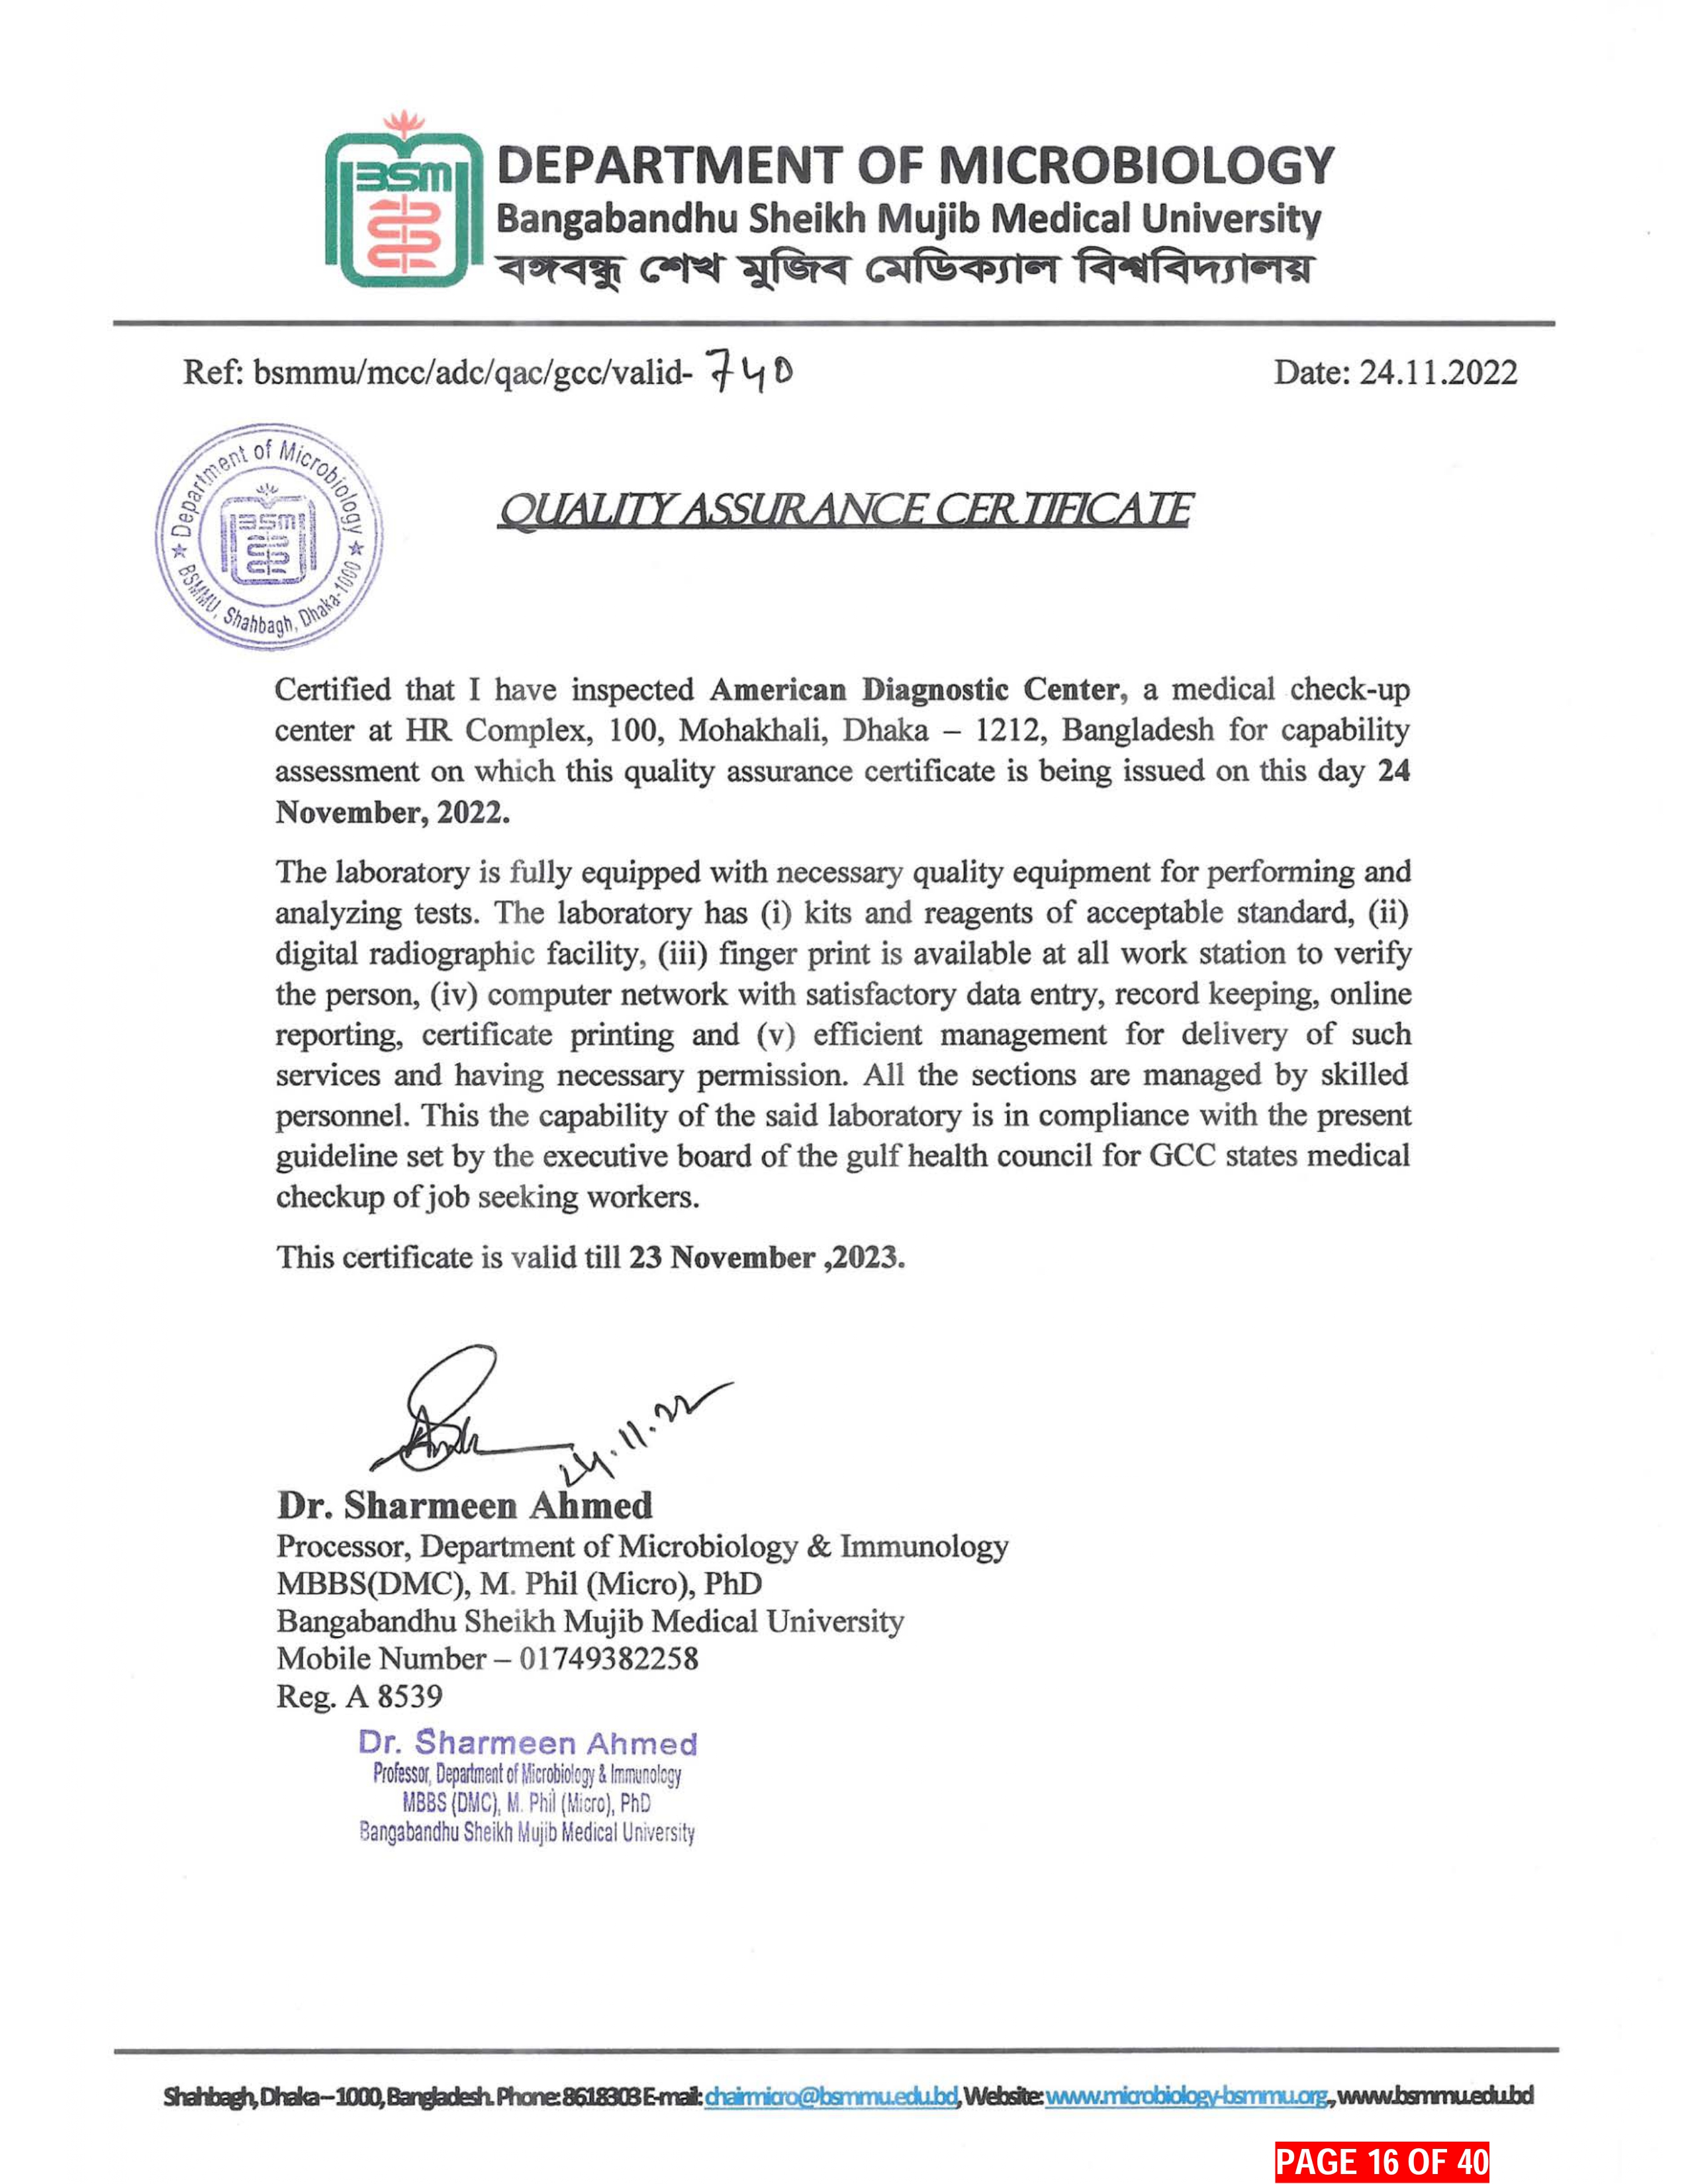 BSM
DEPARTMENT OF MICROBIOLOGY
Bangabandhu Sheikh Mujib Medical University
বঙ্গবন্ধু শেখ মুজিব মেডিক্যাল বিশ্ববিদ্যালয়
Ref: bsmmu/mcc/adc/qac/gcc/valid- 740
Date: 24.11.2022
★ Department of Microbiology ★
BSMMU, Shahbagh, Dhaka-1000
BSM
QUALITY ASSURANCE CERTIFICATE
Certified that I have inspected American Diagnostic Center, a medical check-up
center at HR Complex, 100, Mohakhali, Dhaka – 1212, Bangladesh for capability
assessment on which this quality assurance certificate is being issued on this day 24
November, 2022.
The laboratory is fully equipped with necessary quality equipment for performing and
analyzing tests. The laboratory has (i) kits and reagents of acceptable standard, (ii)
digital radiographic facility, (iii) finger print is available at all work station to verify
the person, (iv) computer network with satisfactory data entry, record keeping, online
reporting, certificate printing and (v) efficient management for delivery of such
services and having necessary permission. All the sections are managed by skilled
personnel. This the capability of the said laboratory is in compliance with the present
guideline set by the executive board of the gulf health council for GCC states medical
checkup of job seeking workers.
This certificate is valid till 23 November ,2023.
24.11.22
Dr. Sharmeen Ahmed
Processor, Department of Microbiology & Immunology
MBBS(DMC), M. Phil (Micro), PhD
Bangabandhu Sheikh Mujib Medical University
Mobile Number – 01749382258
Reg. A 8539
Dr. Sharmeen Ahmed
Professor, Department of Microbiology & Immunology
MBBS (DMC), M. Phil (Micro), PhD
Bangabandhu Sheikh Mujib Medical University
Shahbagh, Dhaka – 1000, Bangladesh. Phone: 8618303 E-mail: chairmicro@bsmmu.edu.bd, Website: www.microbiology-bsmmu.org, www.bsmmu.edu.bd
PAGE 16 OF 40